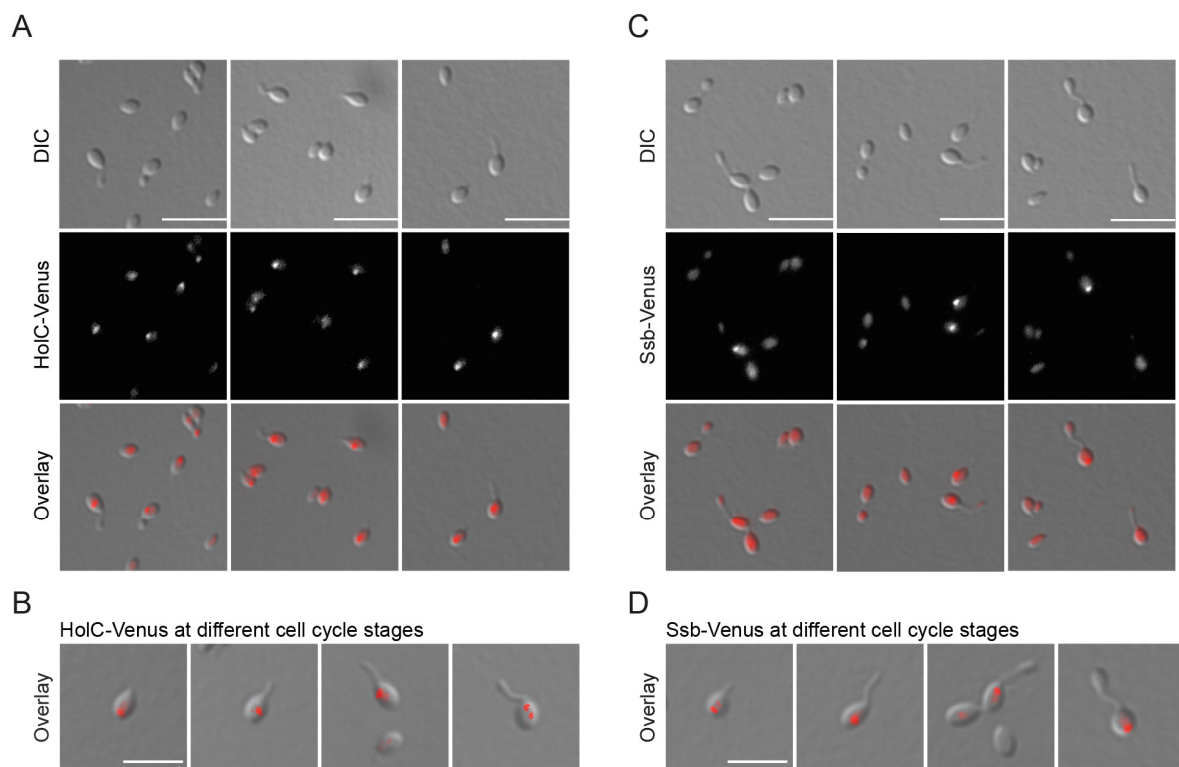 A
DIC
HolC-Venus
Overlay
B
HolC-Venus at different cell cycle stages
Overlay
C
DIC
Ssb-Venus
Overlay
D
Ssb-Venus at different cell cycle stages
Overlay